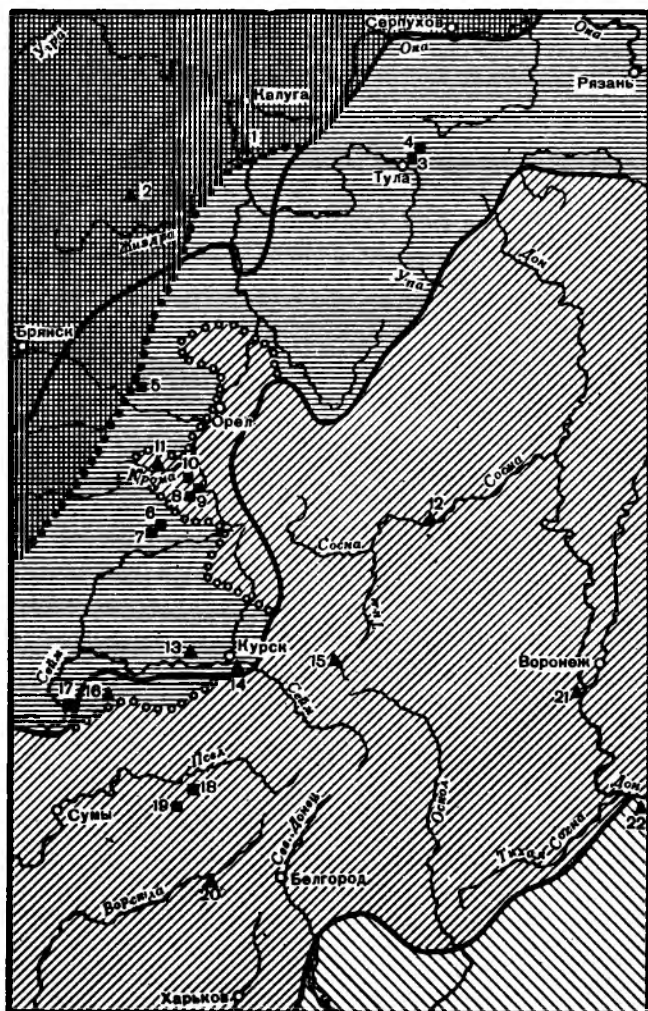 Серпухов
Угра
Ока
Ока
Рязань
Калуга
1
4
3
Тула
2
Жиздра
Дон
Упа
Брянск
5
Орел
11
Крома
10
8
9
12
Сосна
6
7
Сосна
Тим
13
Курск
15
Воронеж
14
Сейм
17
16
Сейм
21
Псел
18
19
Сумы
Сев. Донец
Оскол
Дон
22
Тихая Сосна
Белгород
Ворскла
20
Харьков